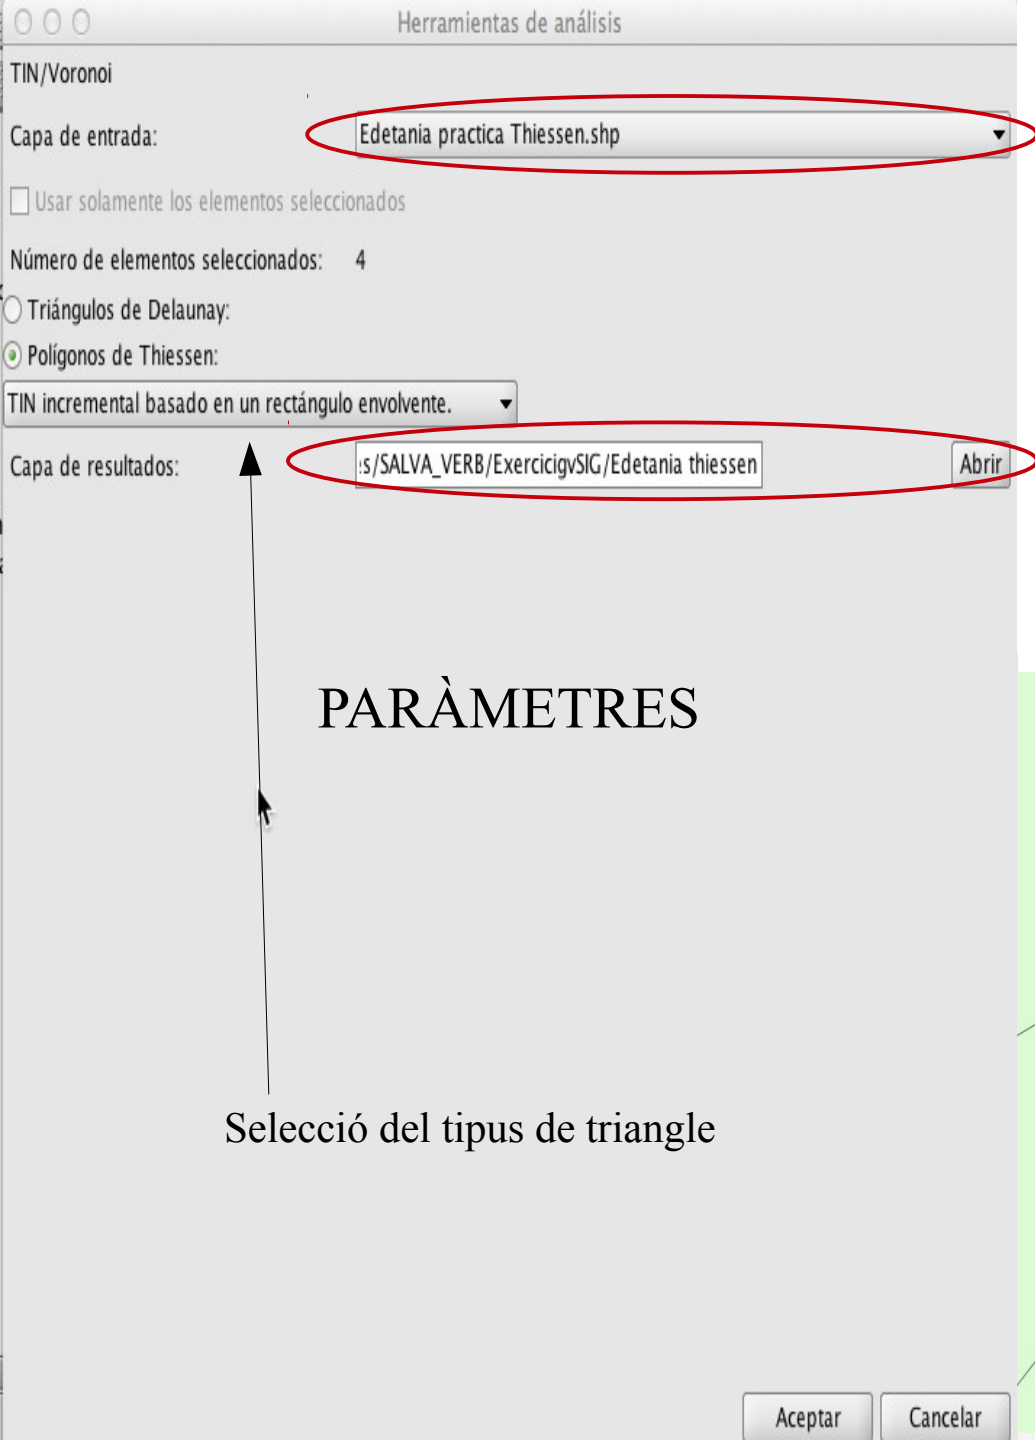 Herramientas de análisis
TIN/Voronoi
Capa de entrada: Edetania practica Thiessen.shp
Usar solamente los elementos seleccionados
Número de elementos seleccionados: 4
Triángulos de Delaunay:
Polígonos de Thiessen:
TIN incremental basado en un rectángulo envolvente.
Capa de resultados: :s/SALVA_VERB/ExercicigvSIG/Edetania thiessen Abrir
PARÀMETRES
Selecció del tipus de triangle
Aceptar Cancelar